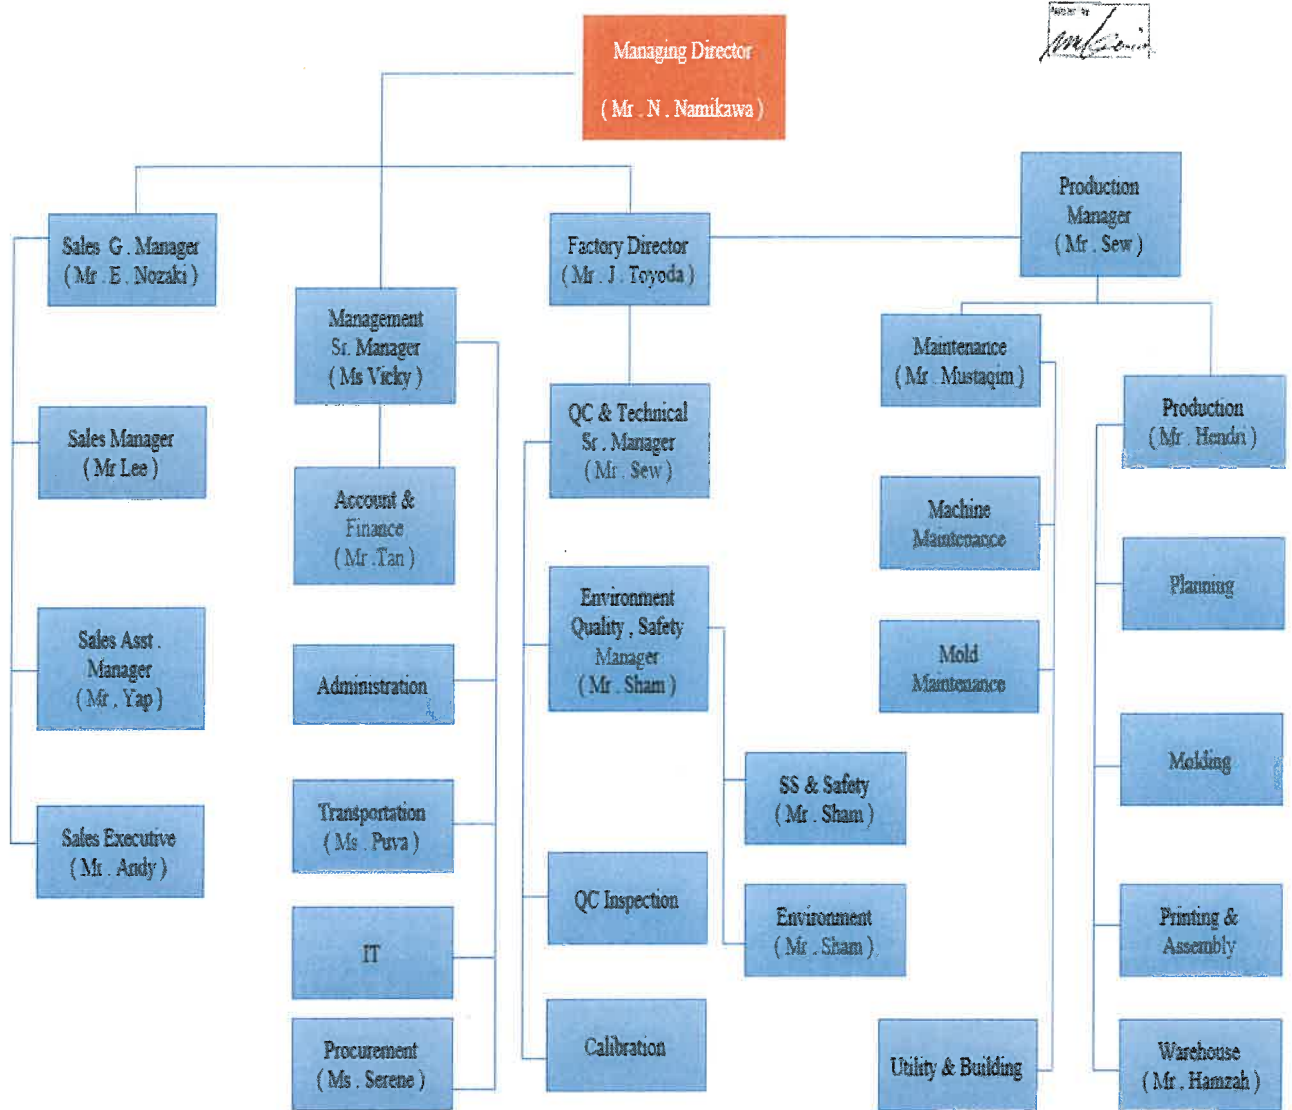 Managing Director
( Mr . N . Namikawa )
Production
Manager
( Mr . Sew )
Sales G . Manager
( Mr . E . Nozaki )
Factory Director
( Mr . J . Toyoda )
Management
Sr. Manager
( Ms Vicky )
Maintenance
( Mr . Mustaqim )
Production
( Mr . Hendri )
QC & Technical
Sr . Manager
( Mr . Sew )
Sales Manager
( Mr Lee )
Account &
Finance
( Mr .Tan )
Machine
Maintenance
Planning
Environment
Quality , Safety
Manager
( Mr . Sham )
Sales Asst .
Manager
( Mr . Yap )
Administration
Mold
Maintenance
Molding
SS & Safety
( Mr . Sham )
Transportation
( Ms . Puva )
Sales Executive
( Mr . Andy )
QC Inspection
Environment
( Mr . Sham )
Printing &
Assembly
IT
Calibration
Procurement
( Ms . Serene )
Utility & Building
Warehouse
( Mr . Hamzah )